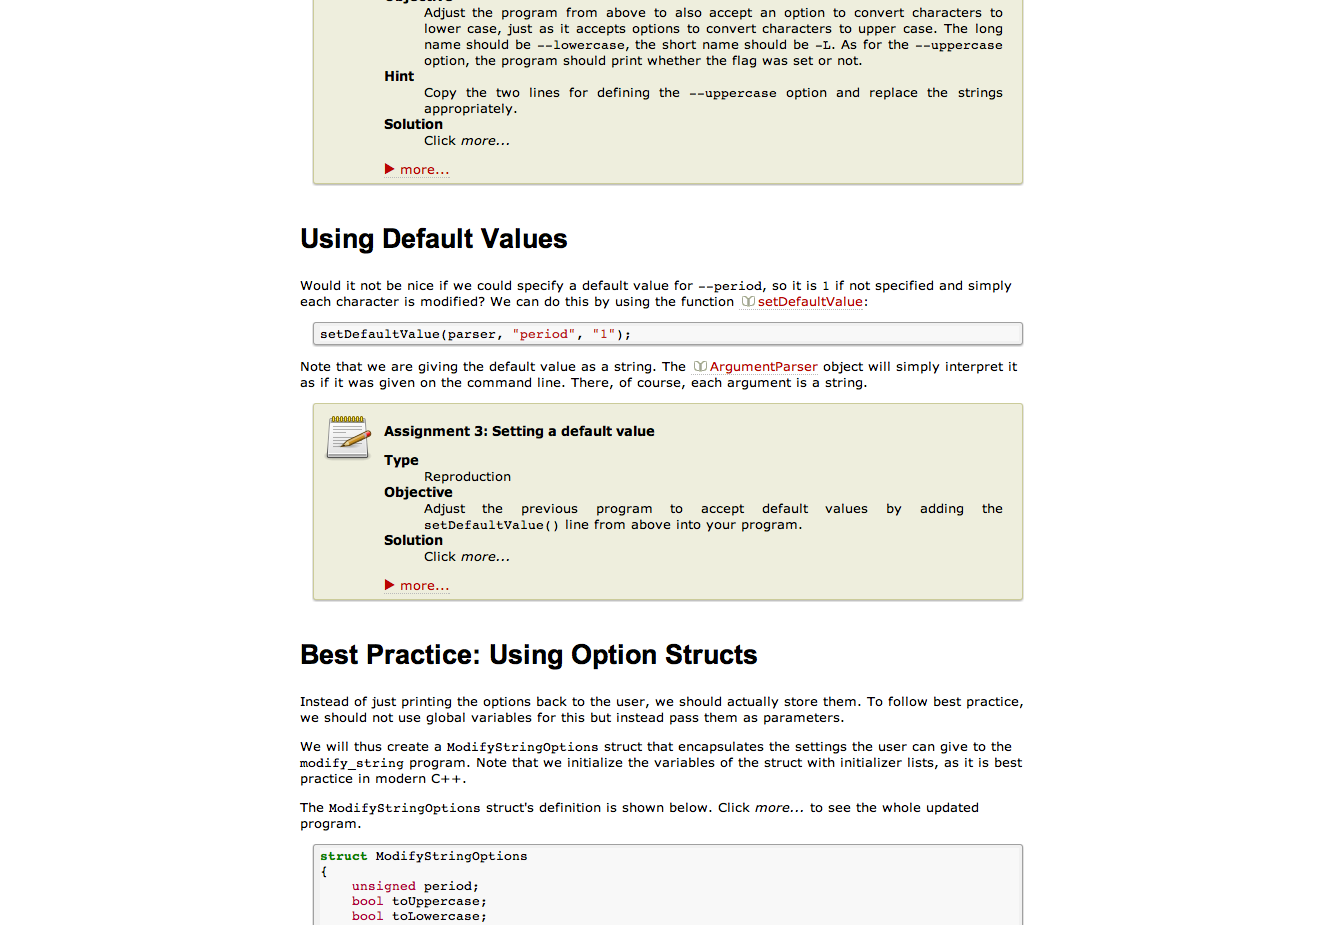 Objective
Adjust the program from above to also accept an option to convert characters to
lower case, just as it accepts options to convert characters to upper case. The long
name should be --lowercase, the short name should be -L. As for the --uppercase
option, the program should print whether the flag was set or not.
Hint
Copy the two lines for defining the --uppercase option and replace the strings
appropriately.
Solution
Click more...
more...
Using Default Values
Would it not be nice if we could specify a default value for --period, so it is 1 if not specified and simply
each character is modified? We can do this by using the function setDefaultValue:
setDefaultValue(parser, "period", "1");
Note that we are giving the default value as a string. The ArgumentParser object will simply interpret it
as if it was given on the command line. There, of course, each argument is a string.
Assignment 3: Setting a default value
Type
Reproduction
Objective
Adjust the previous program to accept default values by adding the
setDefaultValue() line from above into your program.
Solution
Click more...
more...
Best Practice: Using Option Structs
Instead of just printing the options back to the user, we should actually store them. To follow best practice,
we should not use global variables for this but instead pass them as parameters.
We will thus create a ModifyStringOptions struct that encapsulates the settings the user can give to the
modify_string program. Note that we initialize the variables of the struct with initializer lists, as it is best
practice in modern C++.
The ModifyStringOptions struct's definition is shown below. Click more... to see the whole updated
program.
struct ModifyStringOptions
{
unsigned period;
bool toUppercase;
bool toLowercase;